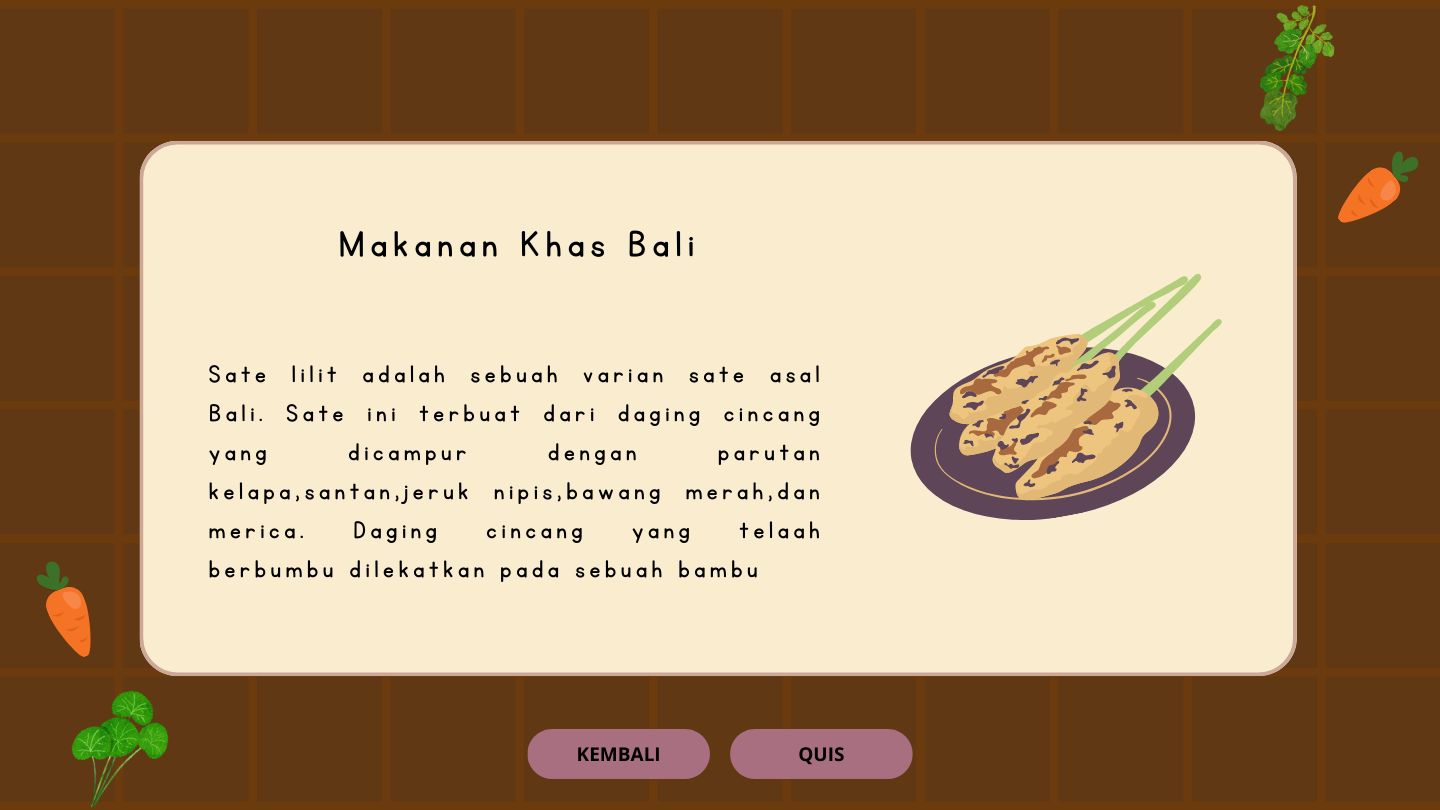 Makanan Khas Bali
Sate lilit adalah sebuah varian sate asal
Bali. Sate ini terbuat dari daging cincang
yang dicampur dengan parutan
kelapa,santan,jeruk nipis,bawang merah,dan
merica. Daging cincang yang telaah
berbumbu dilekatkan pada sebuah bambu
KEMBALI
QUIS